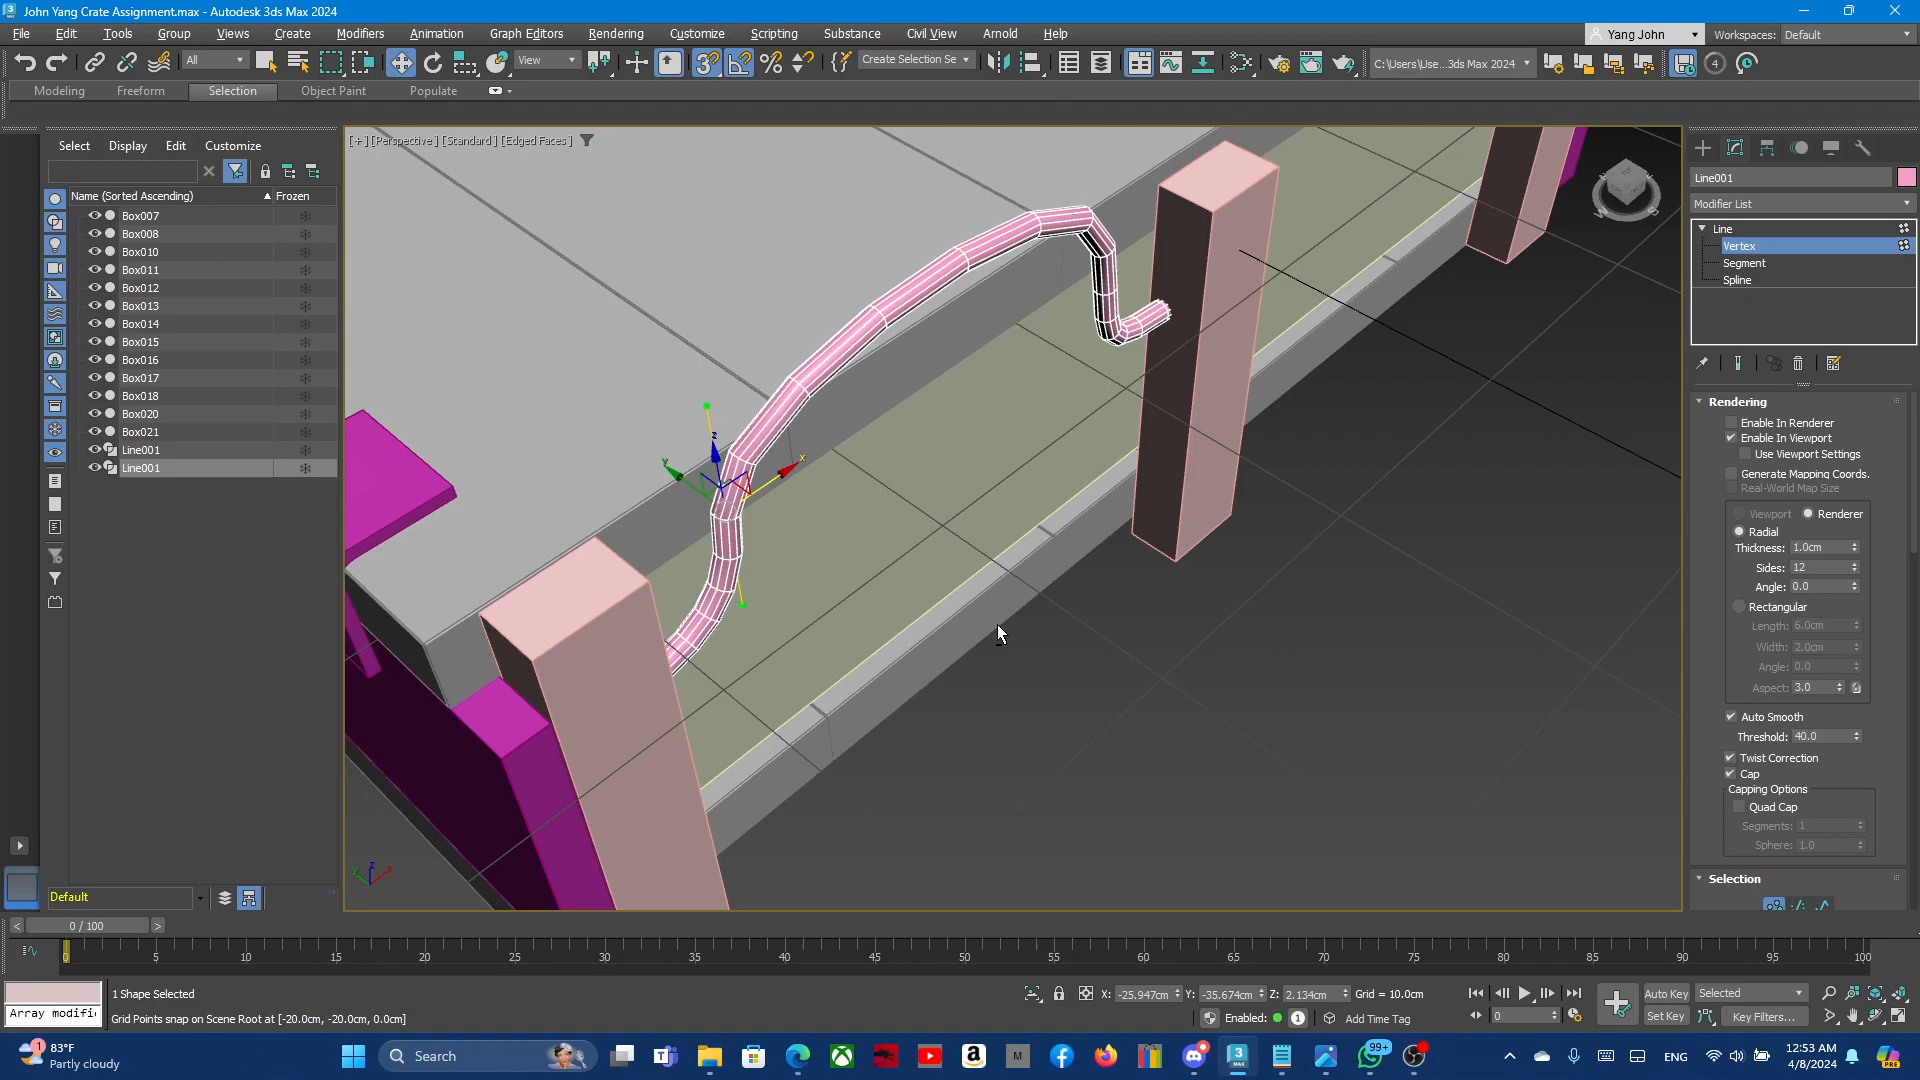 John Yang Crate Assignment.max - Autodesk 3ds Max 2024
File Edit Tools Group Views Create Modifiers Animation Graph Editors Rendering Customize Scripting Substance Civil View Arnold Help
Yang John
Workspaces: Default
All
View
Create Selection Se
C:\Users\Use...3ds Max 2024
4
Modeling Freeform Selection Object Paint Populate
Select Display Edit Customize
Name (Sorted Ascending) Frozen
Box007
Box008
Box010
Box011
Box012
Box013
Box014
Box015
Box016
Box017
Box018
Box020
Box021
Line001
Line001
Default
[+] [Perspective] [Standard] [Edged Faces]
z
y
x
z
y
x
Line001
Modifier List
Line
Vertex
Segment
Spline
Rendering
Enable In Renderer
Enable In Viewport
Use Viewport Settings
Generate Mapping Coords.
Real-World Map Size
Viewport Renderer
Radial
Thickness: 1.0cm
Sides: 12
Angle: 0.0
Rectangular
Length: 6.0cm
Width: 2.0cm
Angle: 0.0
Aspect: 3.0
Auto Smooth
Threshold: 40.0
Twist Correction
Cap
Capping Options
Quad Cap
Segments: 1
Sphere: 1.0
Selection
< 0 / 100 >
0 5 10 15 20 25 30 35 40 45 50 55 60 65 70 75 80 85 90 95 100
1 Shape Selected
X: -25.947cm Y: -35.674cm Z: 2.134cm Grid = 10.0cm
Auto Key
Selected
Array modifi
Grid Points snap on Scene Root at [-20.0cm, -20.0cm, 0.0cm]
Enabled: 1 Add Time Tag
0
Set Key
Key Filters...
1
83°F
Partly cloudy
Search
M
3
MAX
99+
ENG
12:53 AM
4/8/2024
PRE